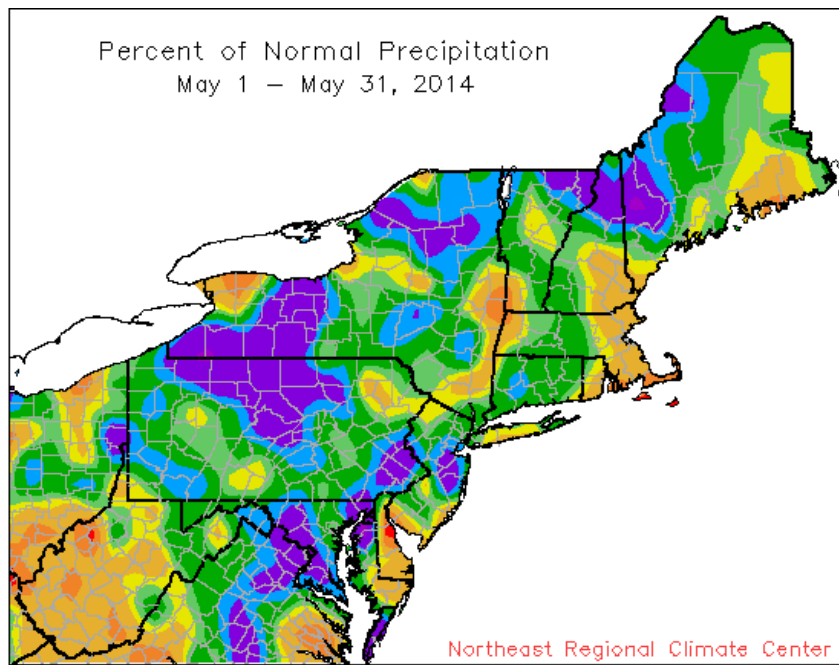 Percent of Normal Precipitation
May 1 – May 31, 2014
Northeast Regional Climate Center